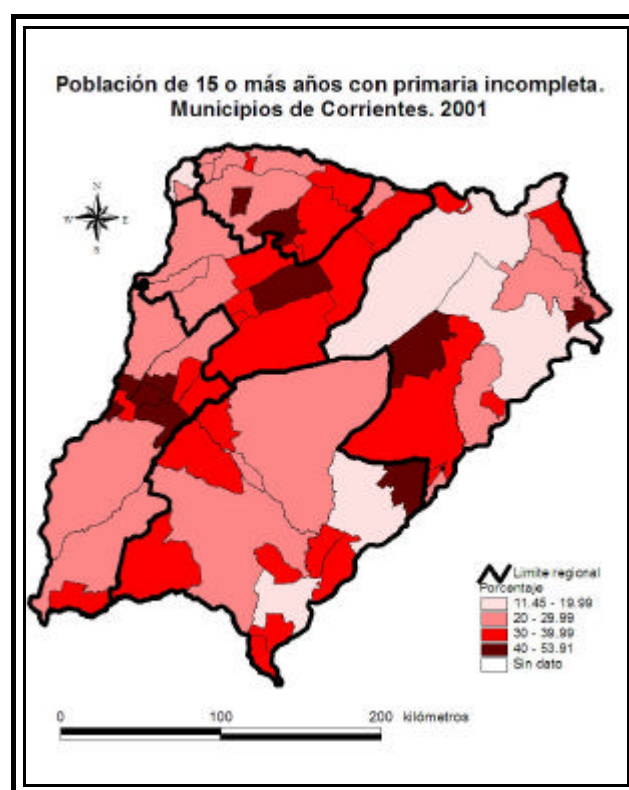 Población de 15 o más años con primaria incompleta.
Municipios de Corrientes. 2001
N
W E
S
Limite regional
Porcentaje
11.45 - 19.99
20 - 29.99
30 - 39.99
40 - 53.91
Sin dato
0 100 200 kilómetros